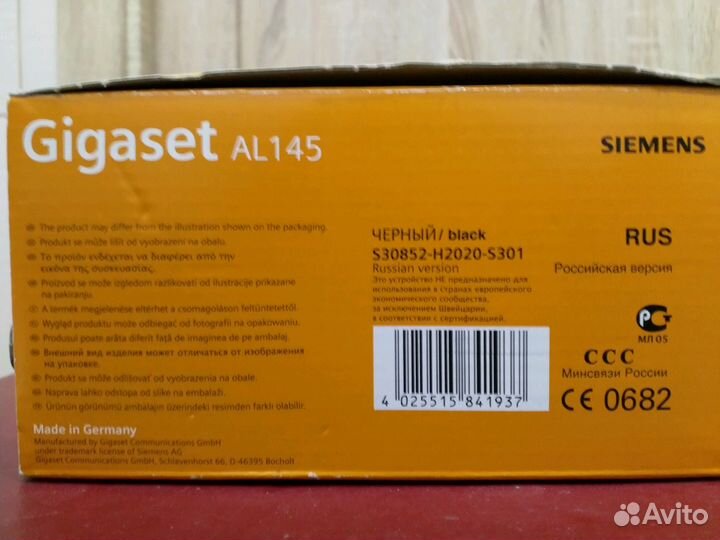 Gigaset AL145
SIEMENS
The product may differ from the illustration shown on the packaging.
Produkt se může lišit od vyobrazení na obalu.
Το προϊόν ενδέχεται να διαφέρει από την
εικόνα της συσκευασίας.
Proizvod se može izgledom razlikovati od ilustracije prikazane
na pakiranju.
A termék megjelenése eltérhet a csomagoláson feltüntetettől.
Wygląd produktu może odbiegać od fotografii na opakowaniu.
Produsul poate arăta diferit faţă de imaginea de pe ambalaj.
Внешний вид изделия может отличаться от изображения
на упаковке.
Produkt sa môže odlišovať od vyobrazenia na obale.
Naprava lahko odstopa od slike na embalaži.
Ürünün görünümü ambalajın üzerindeki resimden farklı olabilir.
Made in Germany
Manufactured by Gigaset Communications GmbH
under trademark license of Siemens AG
Gigaset Communications GmbH, Schlavenhorst 66, D-46395 Bocholt
ЧЕРНЫЙ/ black
S30852-H2020-S301
Russian version
Это устройство НЕ предназначено для
использования в странах европейского
экономического сообщества,
за исключением Швейцарии,
в соответствии с сертификацией.
4 025515 841937
RUS
Российская версия
РСТ
МЛ 05
ССС
Минсвязи России
CE 0682
Avito